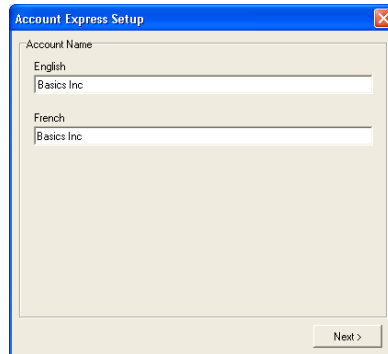 Account Express Setup
Account Name
English
Basics Inc
French
Basics Inc
Next >